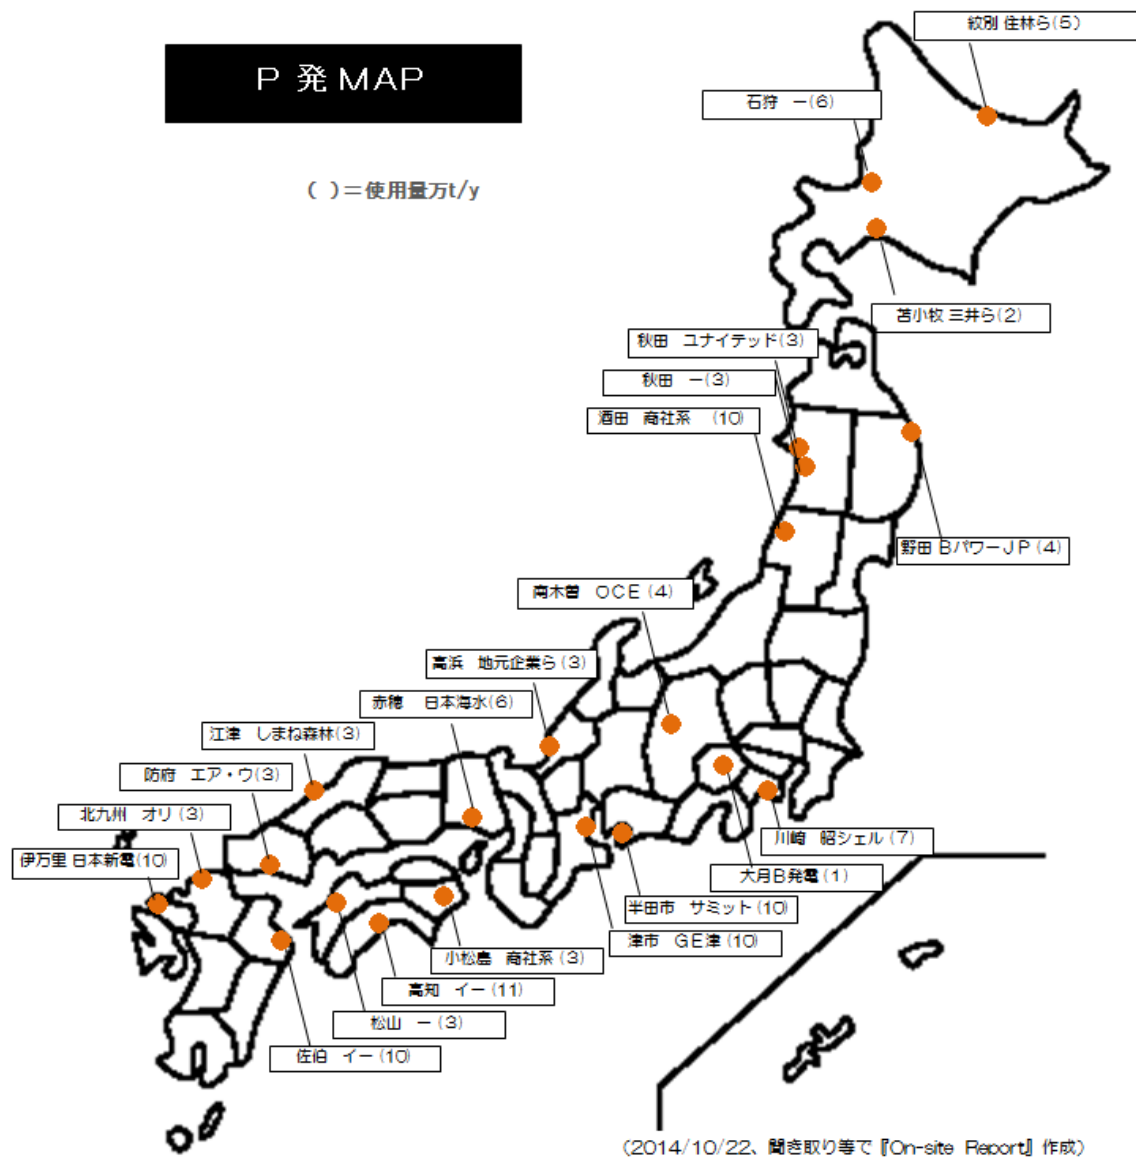 P 発 MAP
紋別 住林ら(5)
石狩 ー(6)
( )＝使用量万t/y
苫小牧 三井ら(2)
秋田 ユナイテッド(3)
秋田 ー(3)
酒田 商社系 (10)
野田 BパワーJP(4)
南木曽 OCE(4)
高浜 地元企業ら(3)
赤穂 日本海水(6)
江津 しまね森林(3)
防府 エア・ウ(3)
北九州 オリ(3)
伊万里 日本新電(10)
川崎 昭シェル(7)
大月B発電(1)
半田市 サミット(10)
津市 GE津(10)
小松島 商社系(3)
高知 イー(11)
松山 ー(3)
佐伯 イー(10)
(2014/10/22、聞き取り等で『On-site Report』作成)